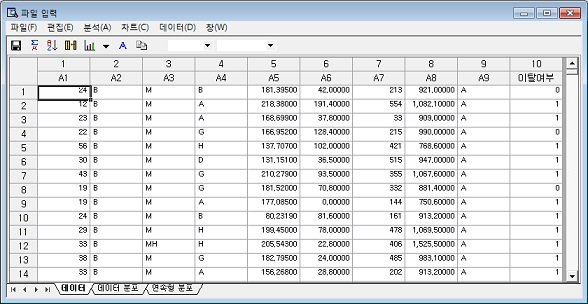 파일 입력
파일(F) 편집(E) 분석(A) 차트(C) 데이터(D) 창(W)
1 2 3 4 5 6 7 8 9 10
A1 A2 A3 A4 A5 A6 A7 A8 A9 이탈여부
1 24 B M B 181,39500 42,00000 213 921,00000 A 0
2 12 B M A 218,38000 191,40000 554 1,082,10000 A 1
3 23 B M A 168,69900 37,80000 33 909,00000 A 1
4 22 B M G 166,95200 128,40000 215 990,00000 A 0
5 56 B M H 137,70700 102,00000 421 768,60000 A 1
6 30 B M D 131,15100 36,50000 515 947,00000 A 1
7 43 B M G 210,27900 93,50000 355 1,067,60000 A 1
8 19 B M G 181,52000 70,80000 332 881,40000 A 0
9 19 B M A 177,08500 0,00000 144 750,60000 A 1
10 24 B M B 80,23190 81,60000 161 913,20000 A 1
11 29 B M H 199,45000 78,00000 478 1,069,50000 A 1
12 33 B MH H 205,54300 22,80000 406 1,525,50000 A 1
13 38 B M G 182,79500 24,00000 485 983,10000 A 1
14 33 B M A 156,26800 28,80000 202 913,20000 A 1
데이터 데이터 분포 연속형 분포